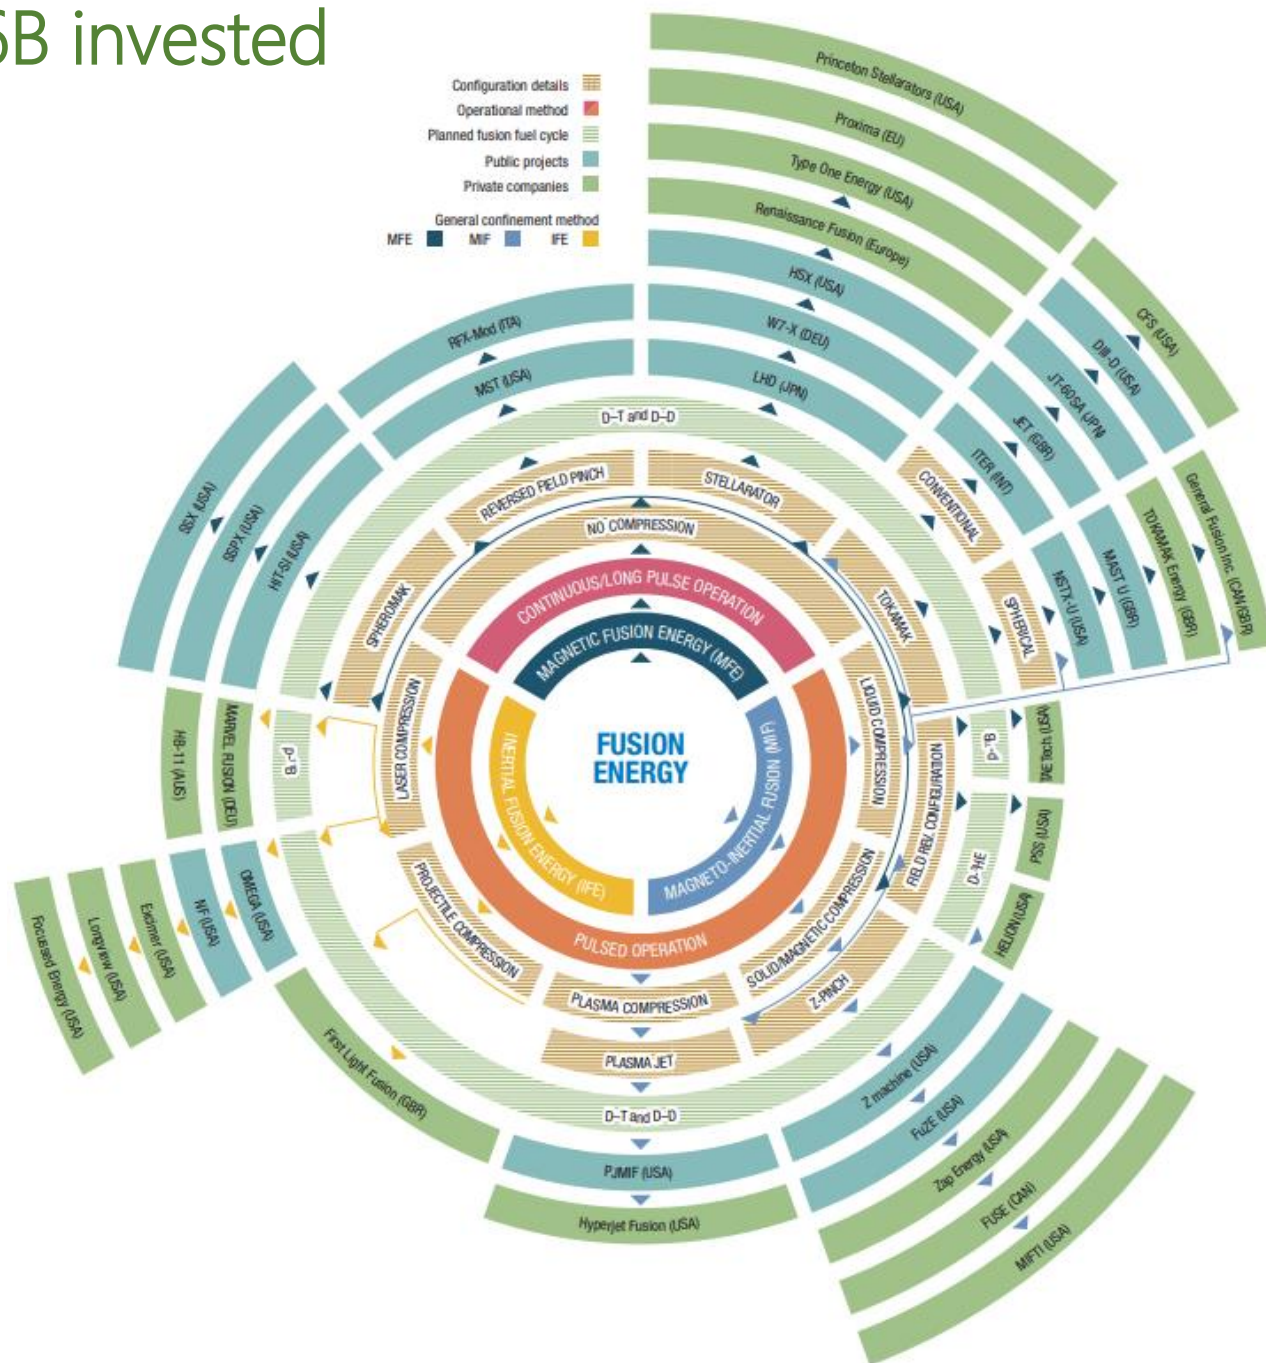 6B invested
Configuration details
Operational method
Planned fusion fuel cycle
Public projects
Private companies
General confinement method
MFE MIF IFE
Princeton Stellarators (USA)
Proxima (EU)
Type One Energy (USA)
Renaissance Fusion (Europe)
HSX (USA)
W7-X (DEU)
LHD (JPN)
RFX-Mod (ITA)
MST (USA)
D–T and D–D
REVERSED FIELD PINCH
STELLARATOR
NO COMPRESSION
CONTINUOUS/LONG PULSE OPERATION
MAGNETIC FUSION ENERGY (MFE)
CFS (USA)
DIII-D (USA)
JT-60SA (JPN)
JET (GBR)
ITER (INT)
CONVENTIONAL
General Fusion Inc. (CAN/GBR)
TOKAMAK Energy (GBR)
MAST U (GBR)
NSTX-U (USA)
SPHERICAL
TOKAMAK
SSX (USA)
SSPX (USA)
HIT-SI (USA)
SPHEROMAK
FUSION
ENERGY
HB-11 (AUS)
MARVEL FUSION (DEU)
LASER COMPRESSION
INERTIAL FUSION ENERGY (IFE)
MAGNETO-INERTIAL FUSION (MIF)
LIQUID COMPRESSION
FIELD REV. CONFIGURATION
TAE Tech (USA)
PSS (USA)
D-³HE
HELION (USA)
PULSED OPERATION
PROJECTILE COMPRESSION
PLASMA COMPRESSION
SOLID/MAGNETIC COMPRESSION
Z-PINCH
PLASMA JET
D–T and D–D
OMEGA (USA)
NF (USA)
Excimer (USA)
Longview (USA)
Focussed Energy (USA)
First Light Fusion (GBR)
PJMIF (USA)
Hyperjet Fusion (USA)
Z machine (USA)
FuZE (USA)
Zap Energy (USA)
FUSE (CAN)
MIFTI (USA)